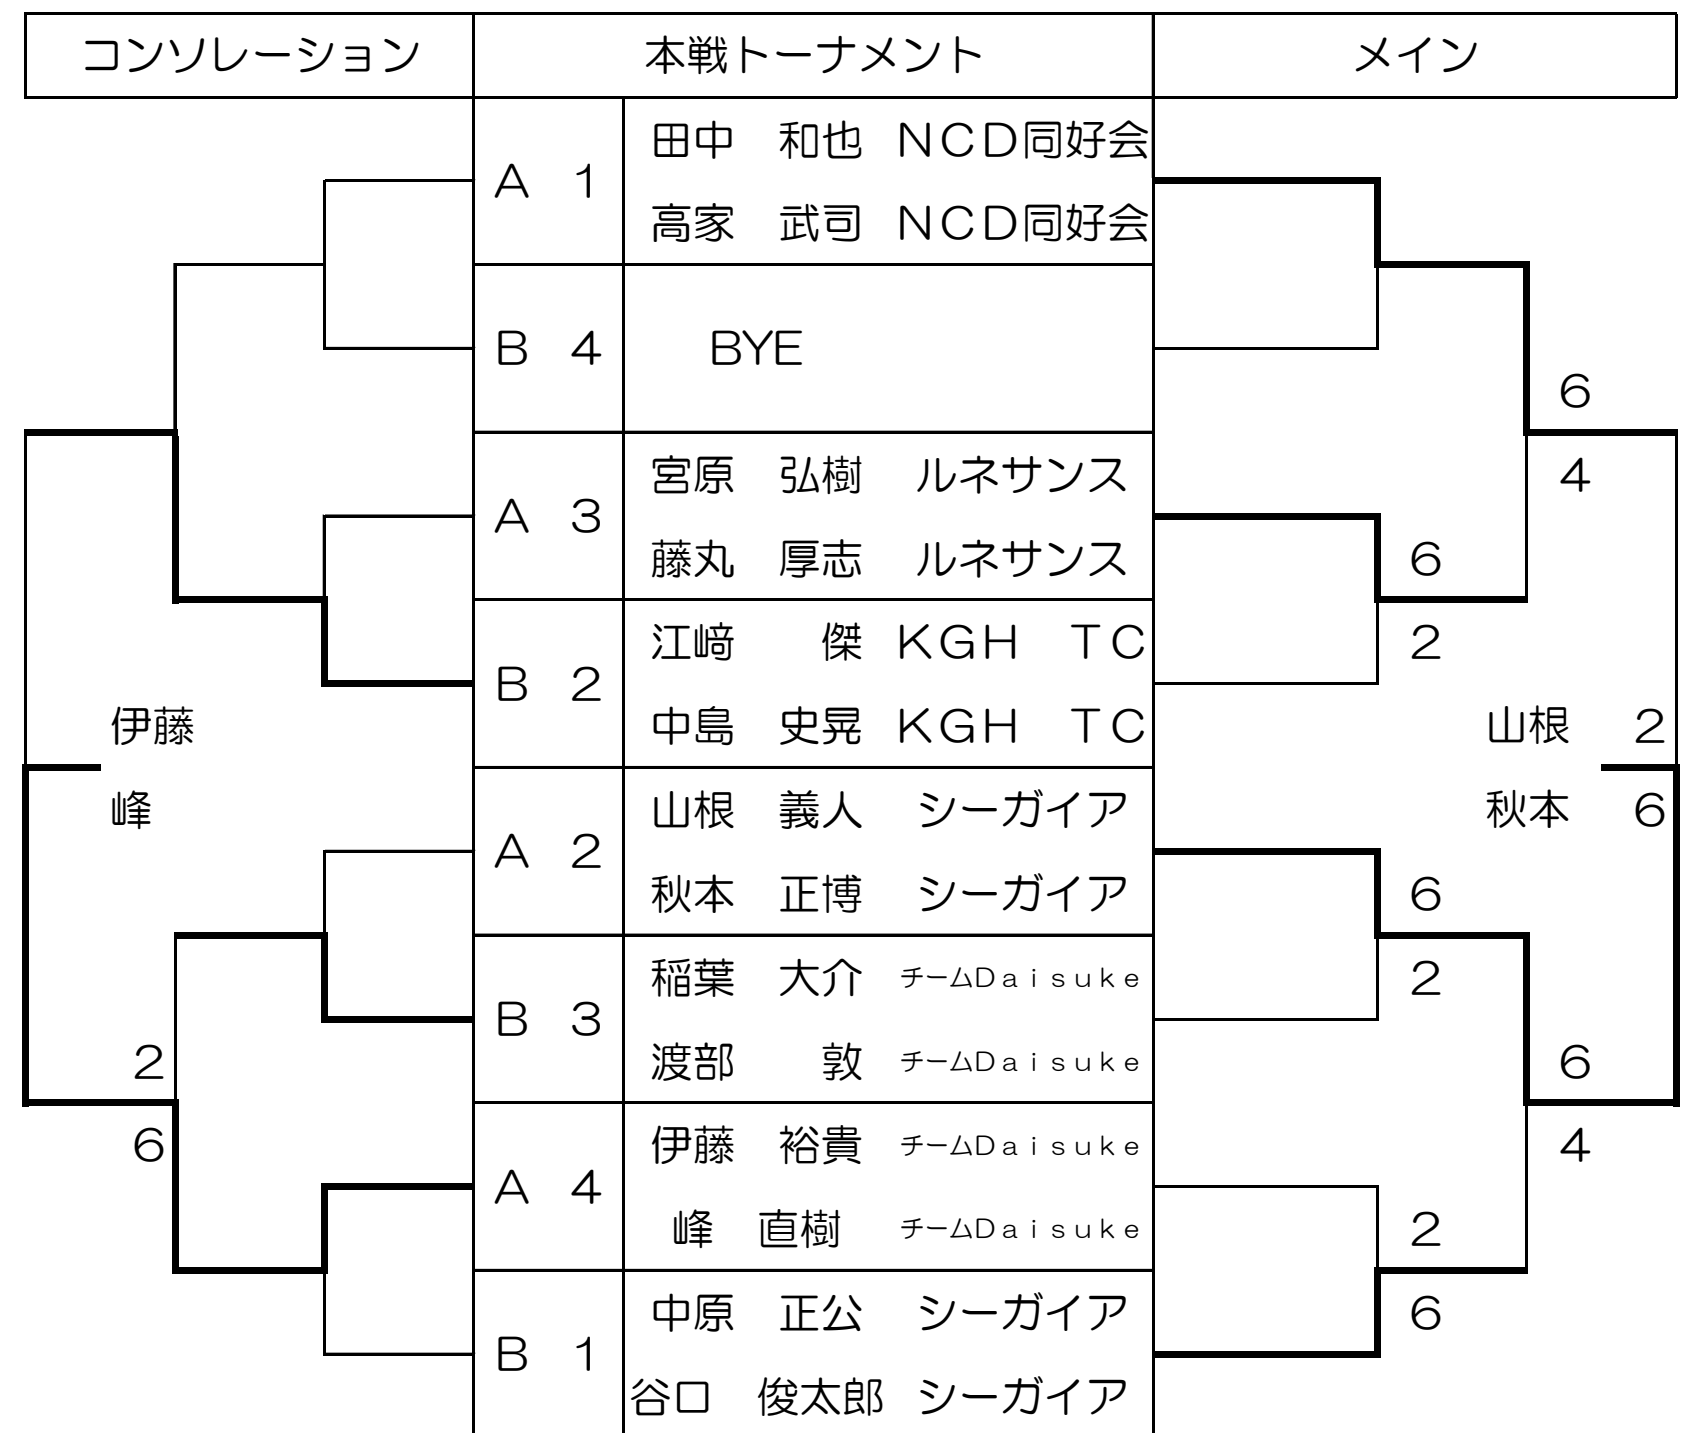 コンソレーション 本戦トーナメント メイン
田中 和也 ＮＣＤ同好会
Ａ １
高家 武司 ＮＣＤ同好会
Ｂ ４ BYE
６
宮原 弘樹 ルネサンス ４
Ａ ３
藤丸 厚志 ルネサンス ６
江﨑 傑 ＫＧＨ ＴＣ ２
Ｂ ２
伊藤 中島 史晃 ＫＧＨ ＴＣ 山根 ２
峰 山根 義人 シーガイア 秋本 ６
Ａ ２
秋本 正博 シーガイア ６
稲葉 大介 チームＤａｉｓｕｋｅ ２
Ｂ ３
２ 渡部 敦 チームＤａｉｓｕｋｅ ６
６ 伊藤 裕貴 チームＤａｉｓｕｋｅ ４
Ａ ４
峰 直樹 チームＤａｉｓｕｋｅ ２
中原 正公 シーガイア ６
Ｂ １
谷口 俊太郎 シーガイア